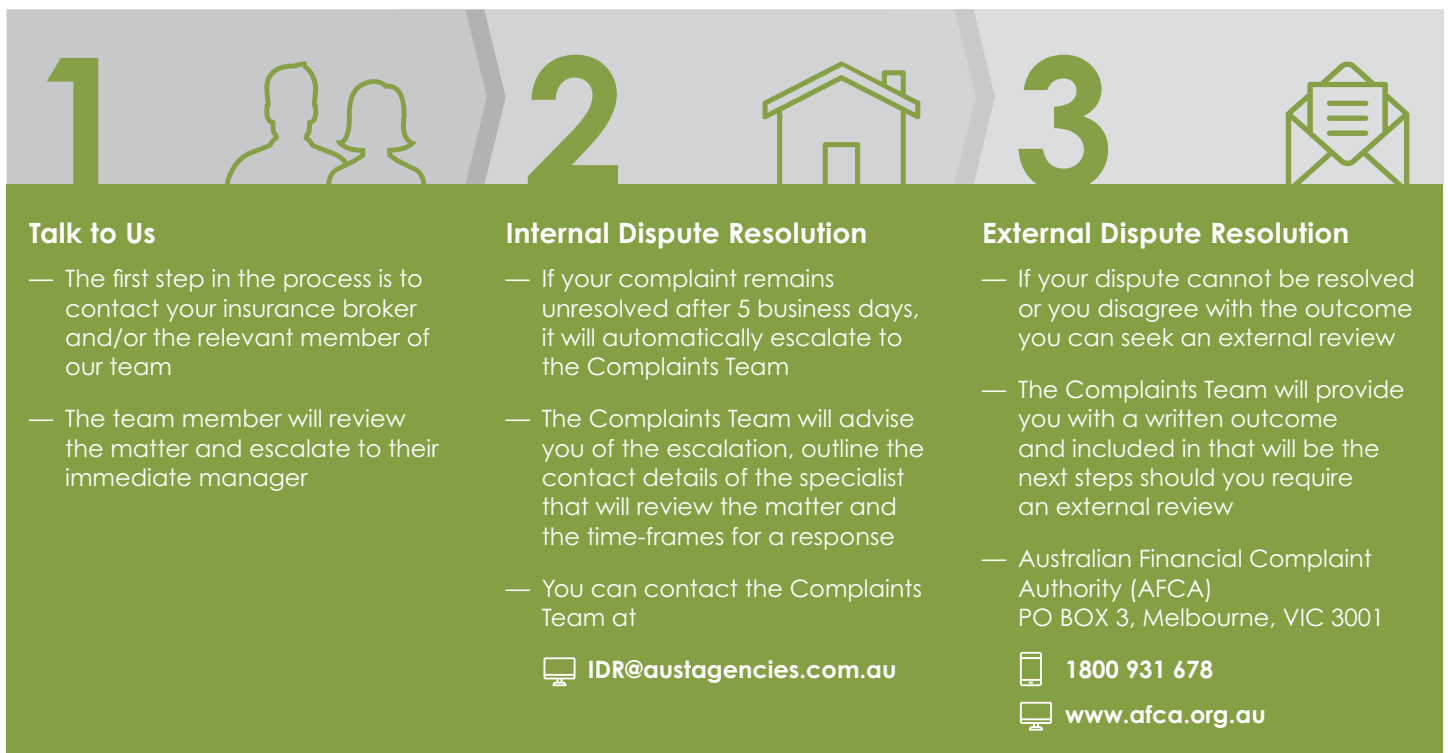 1
Talk to Us
— The first step in the process is to
contact your insurance broker
and/or the relevant member of
our team
— The team member will review
the matter and escalate to their
immediate manager
2
Internal Dispute Resolution
— If your complaint remains
unresolved after 5 business days,
it will automatically escalate to
the Complaints Team
— The Complaints Team will advise
you of the escalation, outline the
contact details of the specialist
that will review the matter and
the time-frames for a response
— You can contact the Complaints
Team at
IDR@austagencies.com.au
3
External Dispute Resolution
— If your dispute cannot be resolved
or you disagree with the outcome
you can seek an external review
— The Complaints Team will provide
you with a written outcome
and included in that will be the
next steps should you require
an external review
— Australian Financial Complaint
Authority (AFCA)
PO BOX 3, Melbourne, VIC 3001
1800 931 678
www.afca.org.au